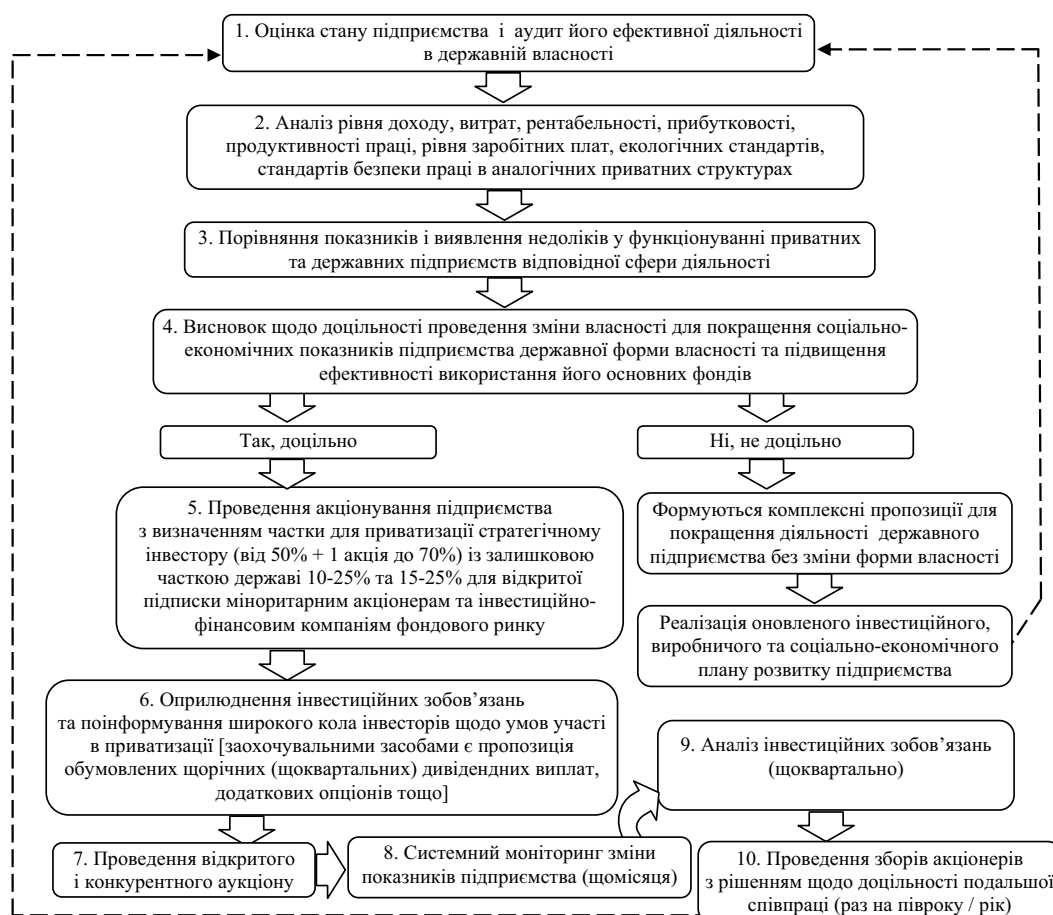 1. Оцінка стану підприємства і аудит його ефективної діяльності
в державній власності
2. Аналіз рівня доходу, витрат, рентабельності, прибутковості,
продуктивності праці, рівня заробітних плат, екологічних стандартів,
стандартів безпеки праці в аналогічних приватних структурах
3. Порівняння показників і виявлення недоліків у функціонуванні приватних
та державних підприємств відповідної сфери діяльності
4. Висновок щодо доцільності проведення зміни власності для покращення соціально-
економічних показників підприємства державної форми власності та підвищення
ефективності використання його основних фондів
Так, доцільно
Ні, не доцільно
5. Проведення акціонування підприємства
з визначенням частки для приватизації стратегічному
інвестору (від 50% + 1 акція до 70%) із залишковою
часткою державі 10-25% та 15-25% для відкритої
підписки міноритарним акціонерам та інвестиційно-
фінансовим компаніям фондового ринку
Формуються комплексні пропозиції для
покращення діяльності державного
підприємства без зміни форми власності
Реалізація оновленого інвестиційного,
виробничого та соціально-економічного
плану розвитку підприємства
6. Оприлюднення інвестиційних зобов’язань
та поінформування широкого кола інвесторів щодо умов участі
в приватизації [заохочувальними засобами є пропозиція
обумовлених щорічних (щоквартальних) дивідендних виплат,
додаткових опціонів тощо]
7. Проведення відкритого
і конкурентного аукціону
8. Системний моніторинг зміни
показників підприємства (щомісяця)
9. Аналіз інвестиційних зобов’язань
(щоквартально)
10. Проведення зборів акціонерів
з рішенням щодо доцільності подальшої
співпраці (раз на півроку / рік)